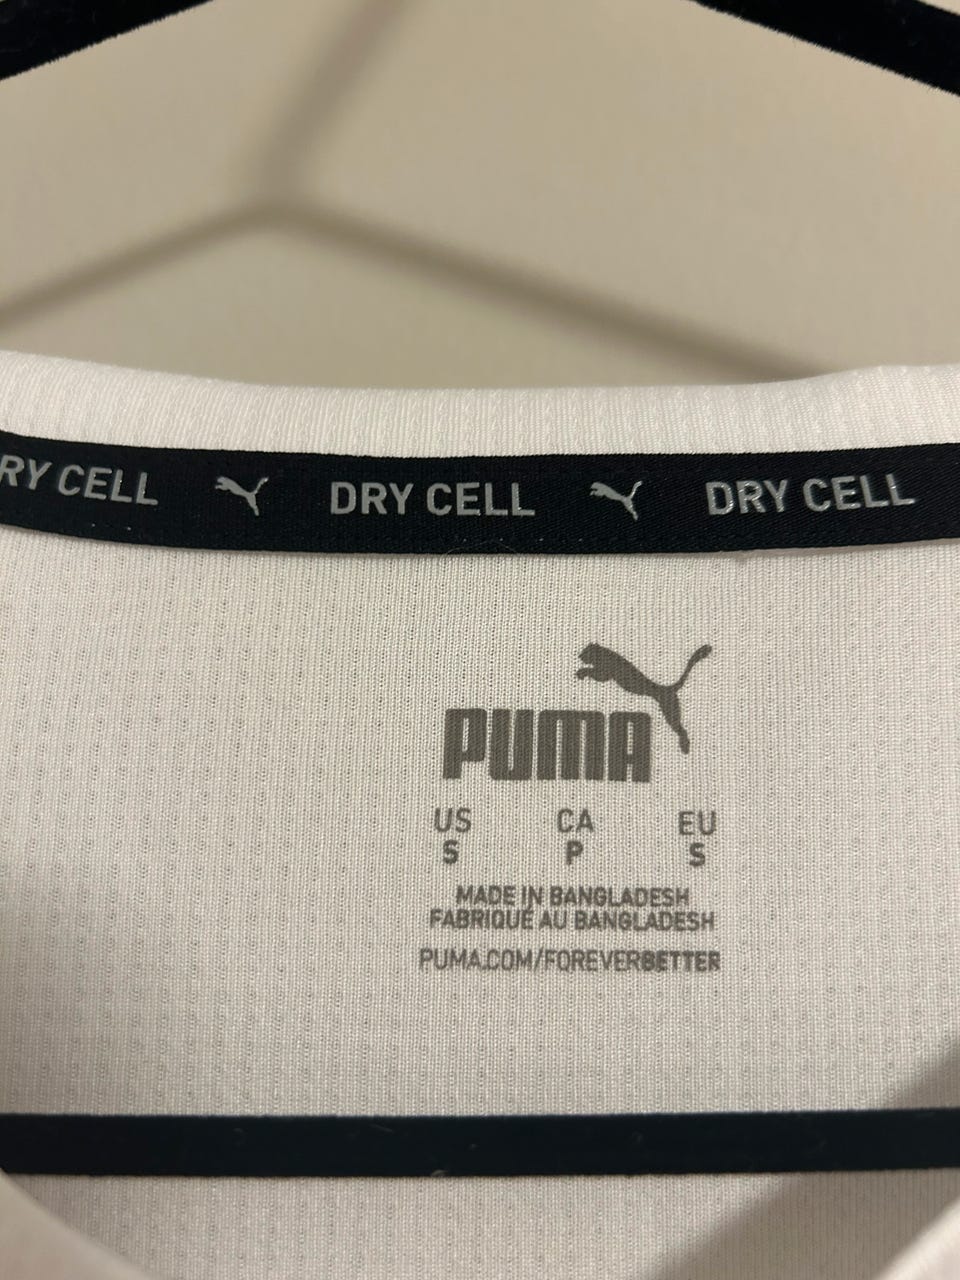 RY CELL DRY CELL DRY CELL
PUMA
US CA EU
S P S
MADE IN BANGLADESH
FABRIQUÉ AU BANGLADESH
PUMA.COM/FOREVERBETTER